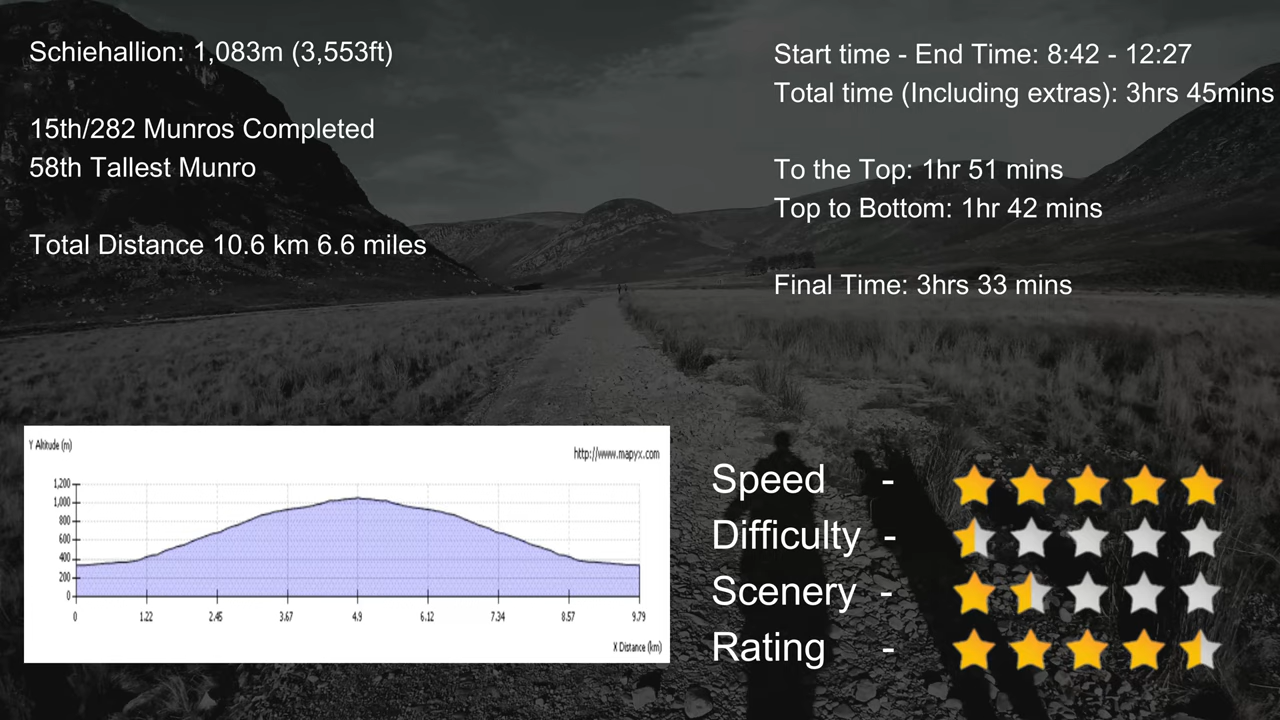 Schiehallion: 1,083m (3,553ft)
15th/282 Munros Completed
58th Tallest Munro
Total Distance 10.6 km 6.6 miles
Start time - End Time: 8:42 - 12:27
Total time (Including extras): 3hrs 45mins
To the Top: 1hr 51 mins
Top to Bottom: 1hr 42 mins
Final Time: 3hrs 33 mins
Y Altitude (m)
http://www.mapyx.com
1,200
1,000
800
600
400
200
0
0 1.22 2.45 3.67 4.9 6.12 7.34 8.57 9.79
X Distance (km)
Speed -
Difficulty -
Scenery -
Rating -